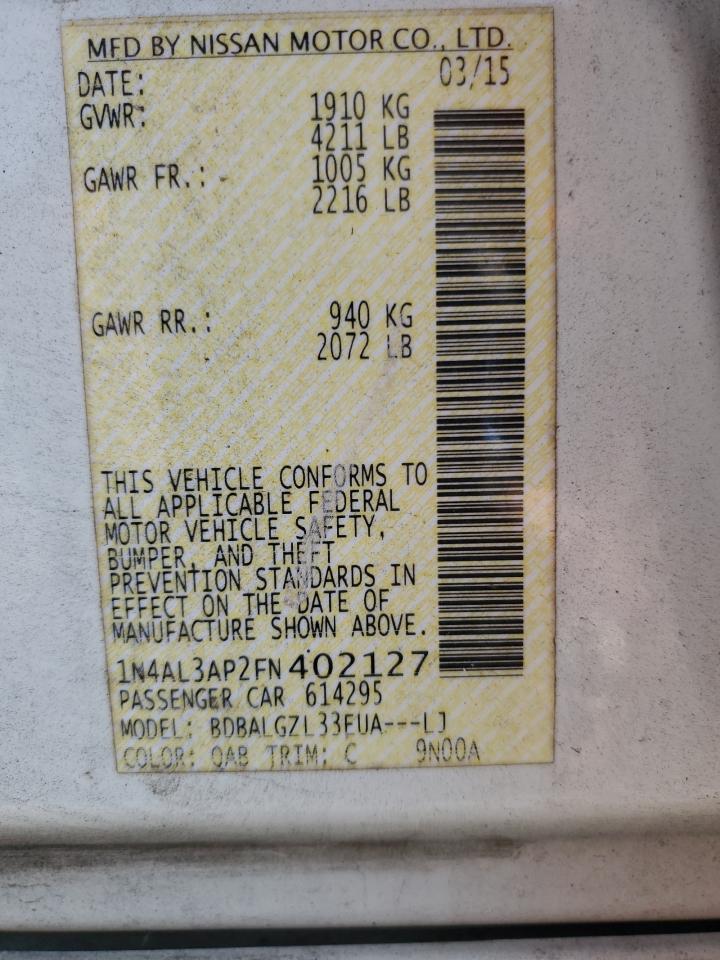 MFD BY NISSAN MOTOR CO., LTD.
DATE: 03/15
GVWR: 1910 KG
4211 LB
GAWR FR.: 1005 KG
2216 LB
GAWR RR.: 940 KG
2072 LB
THIS VEHICLE CONFORMS TO
ALL APPLICABLE FEDERAL
MOTOR VEHICLE SAFETY,
BUMPER, AND THEFT
PREVENTION STANDARDS IN
EFFECT ON THE DATE OF
MANUFACTURE SHOWN ABOVE.
1N4AL3AP2FN402127
PASSENGER CAR 614295
MODEL: BDBALGZL33EUA---LJ
COLOR: QAB TRIM: C 9N00A